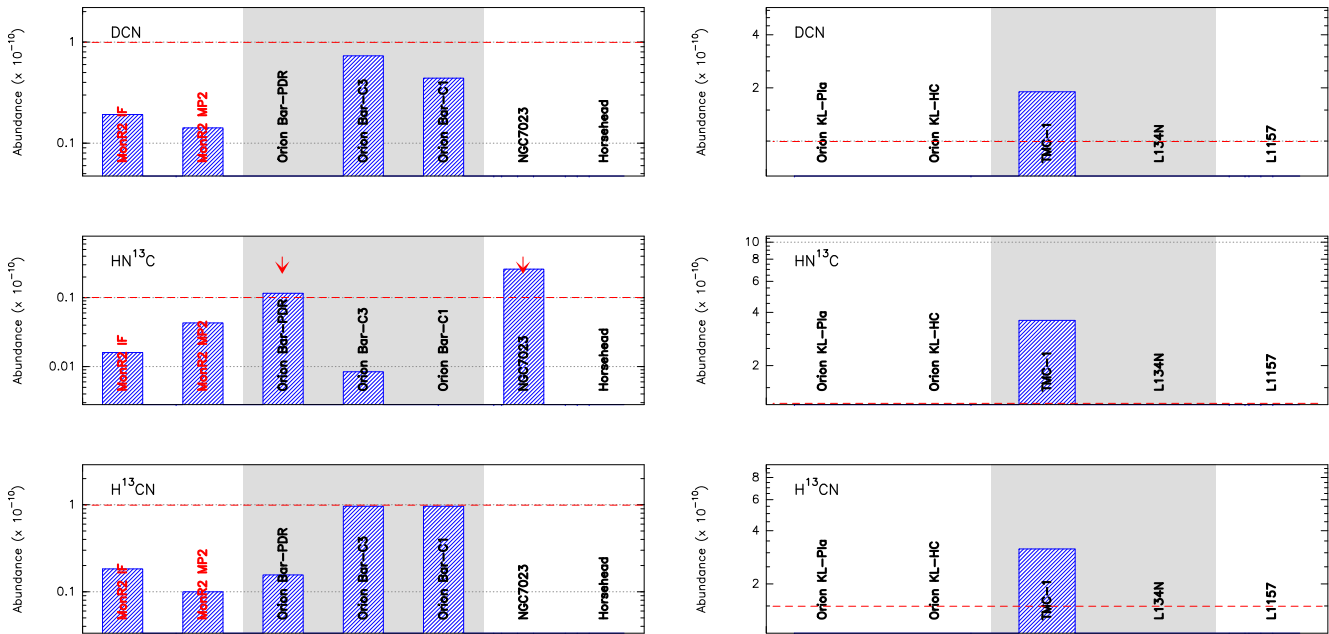 DCN
Abundance (x 10⁻¹⁰)
1
0.1
MonR2 IF
MonR2 MP2
Orion Bar-PDR
Orion Bar-C3
Orion Bar-C1
NGC7023
Horsehead
DCN
Abundance (x 10⁻¹⁰)
4
2
Orion KL-Pla
Orion KL-HC
TMC-1
L134N
L1157
HN¹³C
Abundance (x 10⁻¹⁰)
0.1
0.01
MonR2 IF
MonR2 MP2
Orion Bar-PDR
Orion Bar-C3
Orion Bar-C1
NGC7023
Horsehead
HN¹³C
Abundance (x 10⁻¹⁰)
10
8
6
4
2
Orion KL-Pla
Orion KL-HC
TMC-1
L134N
L1157
H¹³CN
Abundance (x 10⁻¹⁰)
1
0.1
MonR2 IF
MonR2 MP2
Orion Bar-PDR
Orion Bar-C3
Orion Bar-C1
NGC7023
Horsehead
H¹³CN
Abundance (x 10⁻¹⁰)
8
6
4
2
Orion KL-Pla
Orion KL-HC
TMC-1
L134N
L1157